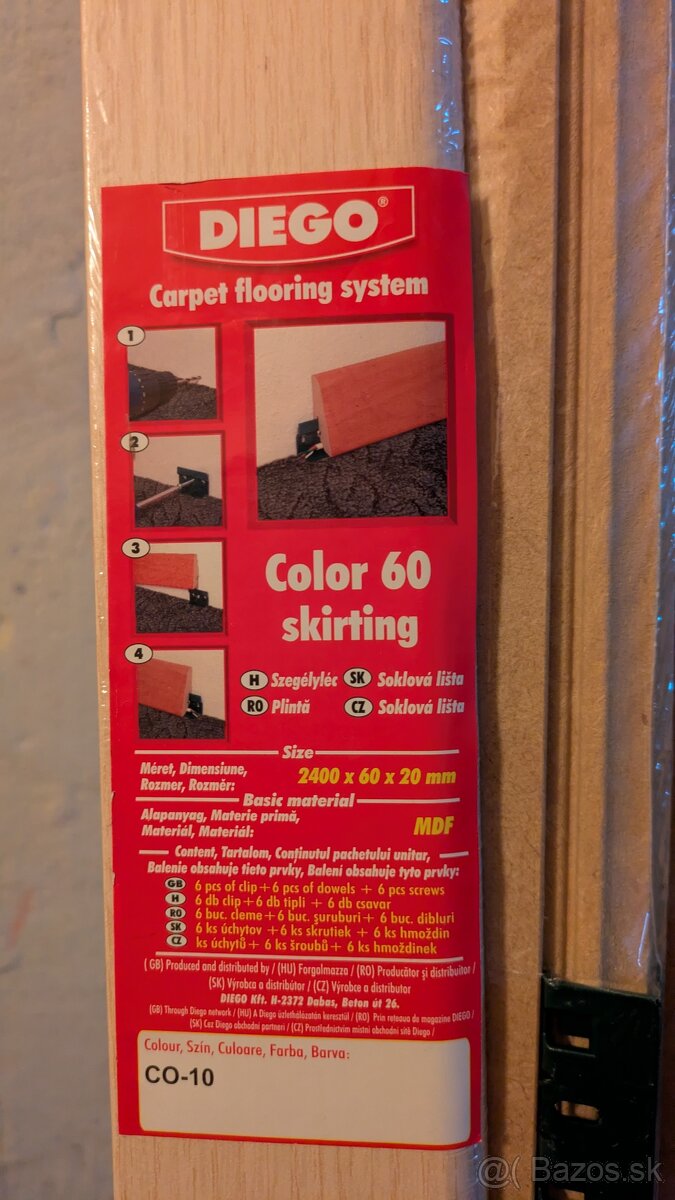 DIEGO®
Carpet flooring system
1
2
3
4
Color 60
skirting
H Szegélyléc SK Soklová lišta
RO Plintă CZ Soklová lišta
Size
Méret, Dimensiune,
Rozmer, Rozměr:
2400 x 60 x 20 mm
Basic material
Alapanyag, Materie primă,
Materiál, Materiál:
MDF
Content, Tartalom, Conţinutul pachetului unitar,
Balenie obsahuje tieto prvky, Balení obsahuje tyto prvky:
GB 6 pcs of clip+6 pcs of dowels + 6 pcs screws
H 6 db clip+6 db tipli + 6 db csavar
RO 6 buc. cleme+6 buc. şuruburi+ 6 buc. dibluri
SK 6 ks úchytov +6 ks skrutiek + 6 ks hmoždín
CZ ks úchytů+ 6 ks šroubů+ 6 ks hmoždinek
( GB) Produced and distributed by / (HU) Forgalmazza / (RO) Producător şi distribuitor /
(SK) Výrobca a distribútor / (CZ) Výrobce a distributor
DIEGO Kft. H-2372 Dabas, Beton út 26.
(GB) Through Diego network / (HU) A Diego üzlethálózatán keresztül / (RO) Prin reteaua de magazine DIEGO /
/ (SK) Cez Diego obchodní partneri / (CZ) Prostřednictvím místní obchodní sítě Diego /
Colour, Szín, Culoare, Farba, Barva:
CO-10
@( Bazos.sk